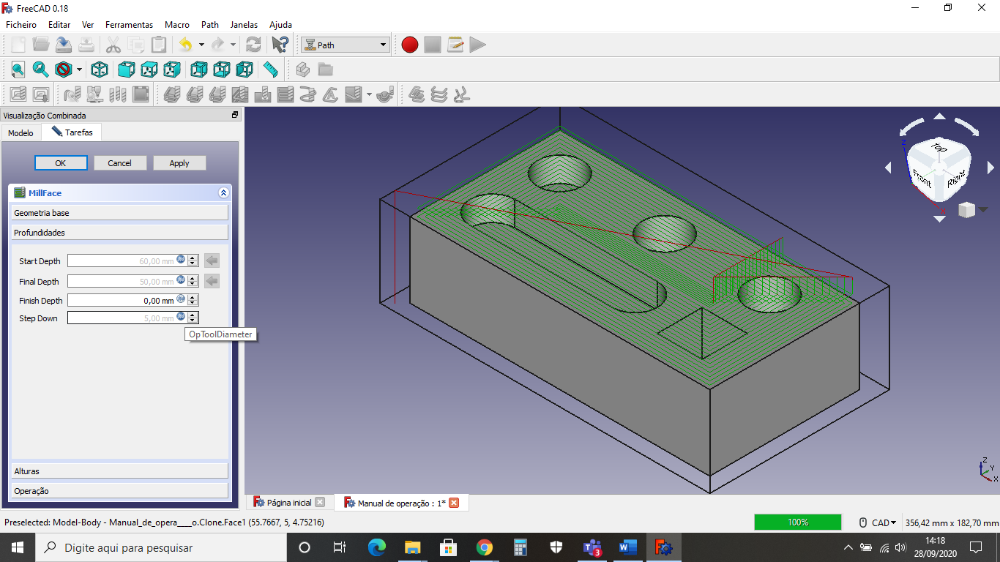 FreeCAD 0.18
Ficheiro Editar Ver Ferramentas Macro Path Janelas Ajuda
Path
Visualização Combinada
Modelo Tarefas
OK Cancel Apply
MillFace
Geometria base
Profundidades
Start Depth 60,00 mm
Final Depth 50,00 mm
Finish Depth 0,00 mm
Step Down 5,00 mm
OpToolDiameter
Alturas
Operação
Top
Front
Right
Z
X
Z
Y
X
Página inicial Manual de operação : 1*
Preselected: Model-Body - Manual_de_opera____o.Clone.Face1 (55.7667, 5, 4.75216) 100% CAD 356,42 mm x 182,70 mm
Digite aqui para pesquisar
3
14:18
28/09/2020